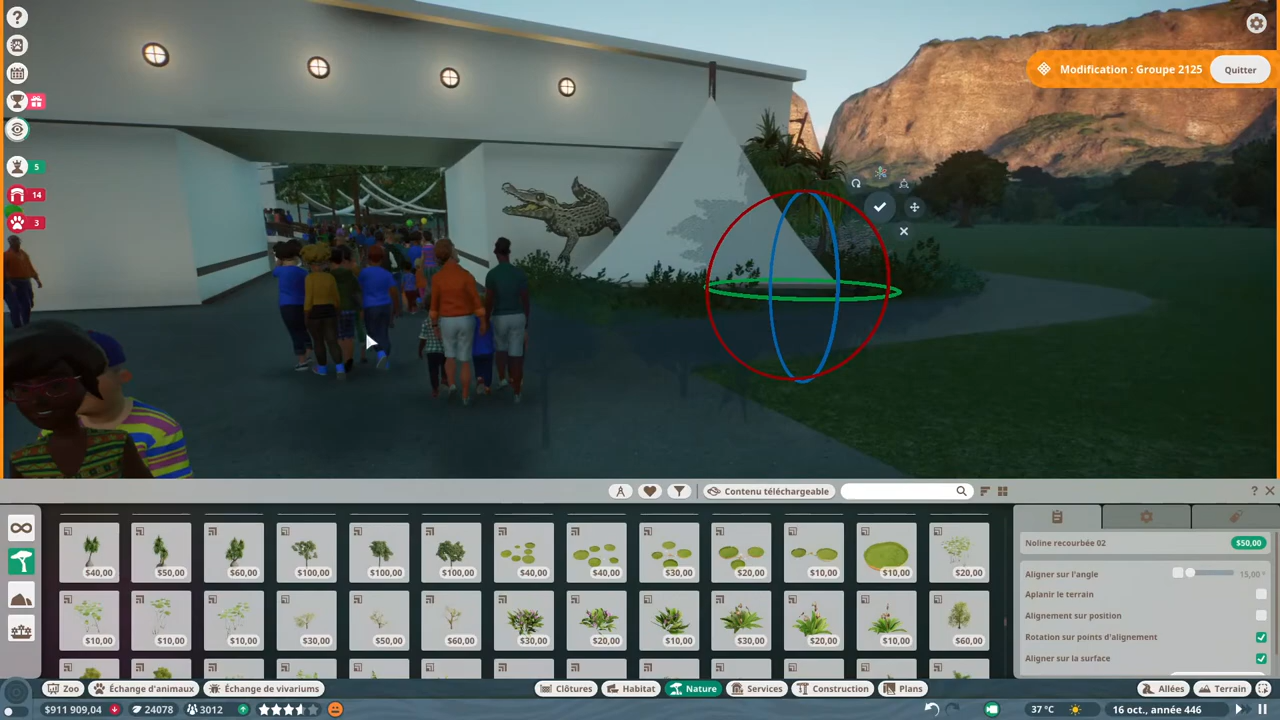 ?
Modification : Groupe 2125
Quitter
5
14
3
Contenu téléchargeable
?
$40,00
$50,00
$60,00
$100,00
$100,00
$100,00
$40,00
$40,00
$30,00
$20,00
$10,00
$10,00
$20,00
$10,00
$10,00
$10,00
$30,00
$50,00
$60,00
$30,00
$20,00
$10,00
$30,00
$20,00
$10,00
$60,00
Noline recourbée 02
$50,00
Aligner sur l'angle
15,00°
Aplanir le terrain
Alignement sur position
Rotation sur points d'alignement
Aligner sur la surface
Zoo
Échange d'animaux
Échange de vivariums
Clôtures
Habitat
Nature
Services
Construction
Plans
Allées
Terrain
$911 909,04
24078
3012
37 °C
16 oct., année 446